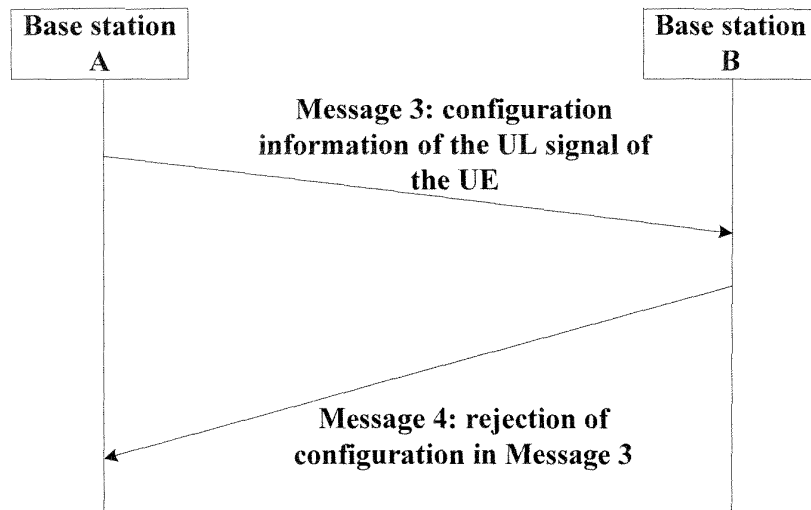 Base station
A
Base station
B
Message 3: configuration
information of the UL signal of
the UE
Message 4: rejection of
configuration in Message 3